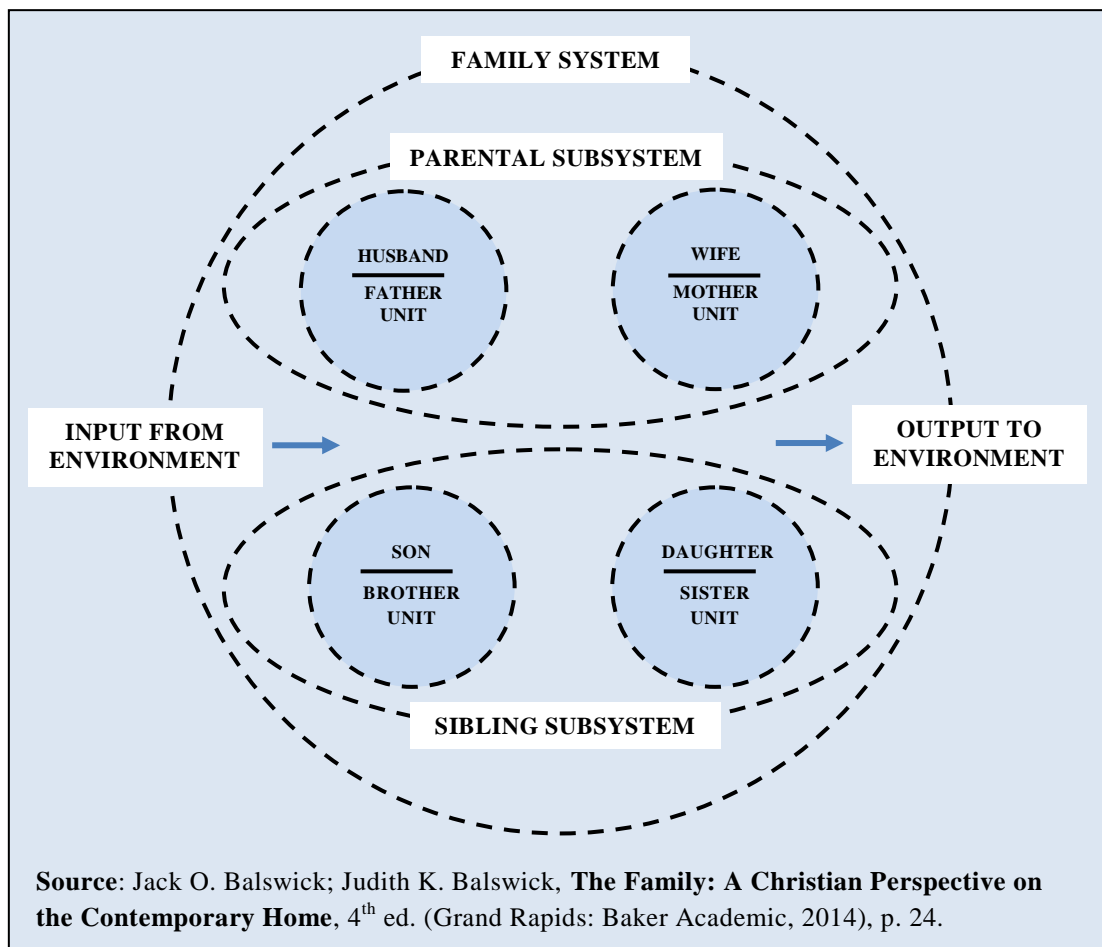 FAMILY SYSTEM
PARENTAL SUBSYSTEM
HUSBAND
FATHER
UNIT
WIFE
MOTHER
UNIT
INPUT FROM
ENVIRONMENT
OUTPUT TO
ENVIRONMENT
SON
BROTHER
UNIT
DAUGHTER
SISTER
UNIT
SIBLING SUBSYSTEM
Source: Jack O. Balswick; Judith K. Balswick, The Family: A Christian Perspective on
the Contemporary Home, 4th ed. (Grand Rapids: Baker Academic, 2014), p. 24.